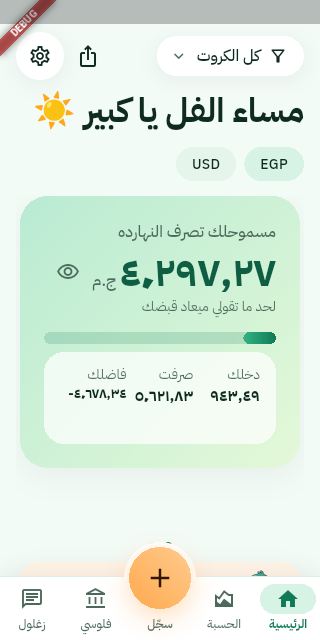 DEBUG
كل الكروت
مساء الفل يا كبير ☀️
EGP USD
مسموحلك تصرف النهارده
٤,٢٩٧,٢٧ ج.م
لحد ما تقولي ميعاد قبضك
دخلك صرفت فاضلك
٩٤٣,٤٩ ٥,٦٢١,٨٣ -٤,٦٧٨,٣٤
الرئيسية الحسبة سجّل فلوسي زغلول